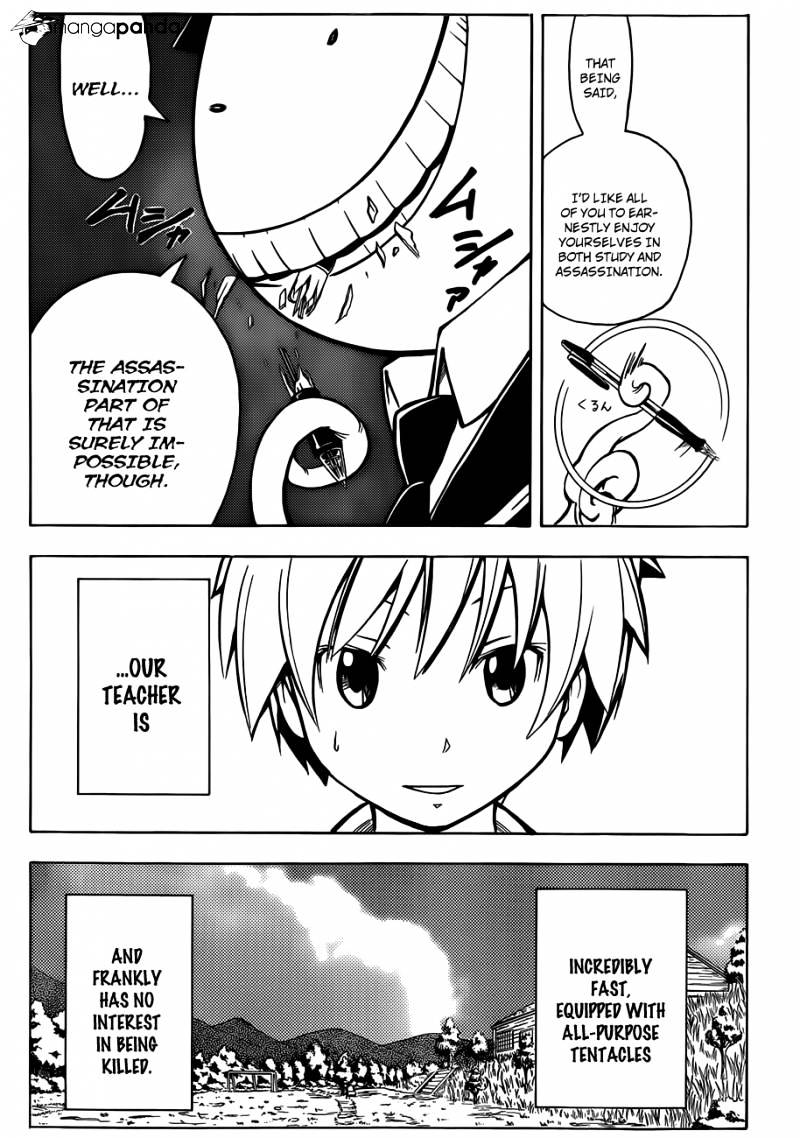 mangapanda
THAT
BEING
SAID,
I'D LIKE ALL
OF YOU TO EAR-
NESTLY ENJOY
YOURSELVES IN
BOTH STUDY AND
ASSASSINATION.
くるん
WELL...
ムシャ
ムシャァ
THE ASSAS-
SINATION
PART OF
THAT IS
SURELY IM-
POSSIBLE,
THOUGH.
...OUR
TEACHER
IS
INCREDIBLY
FAST,
EQUIPPED WITH
ALL-PURPOSE
TENTACLES
AND
FRANKLY
HAS NO
INTEREST
IN BEING
KILLED.